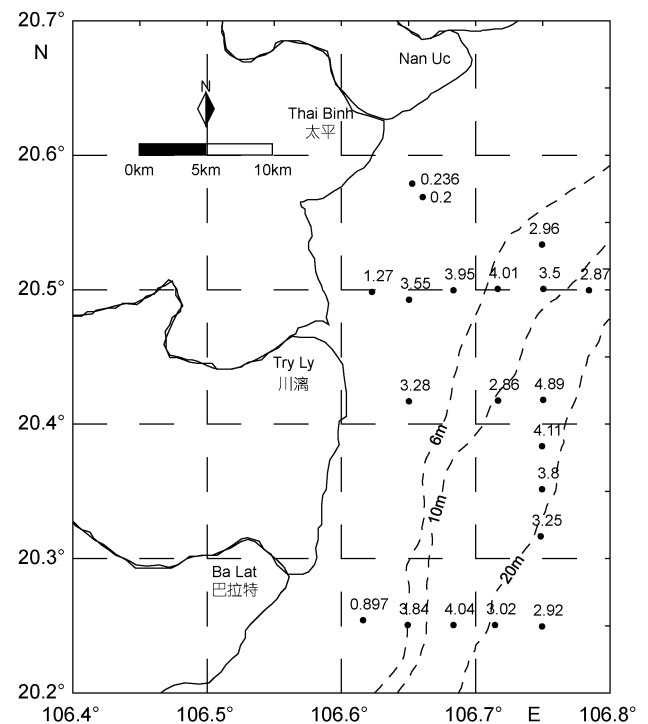 20.7°
N
Nan Uc
N
Thai Binh
太平
20.6°
0km 5km 10km
0.236
0.2
2.96
1.27 3.55 3.95 4.01 3.5 2.87
20.5°
Try Ly
川漓
3.28 2.86 4.89
20.4°
6m
4.11
3.8
10m
3.25
20.3°
Ba Lat
巴拉特
20m
0.897 3.84 4.04 3.02 2.92
20.2°
106.4° 106.5° 106.6° 106.7° E 106.8°